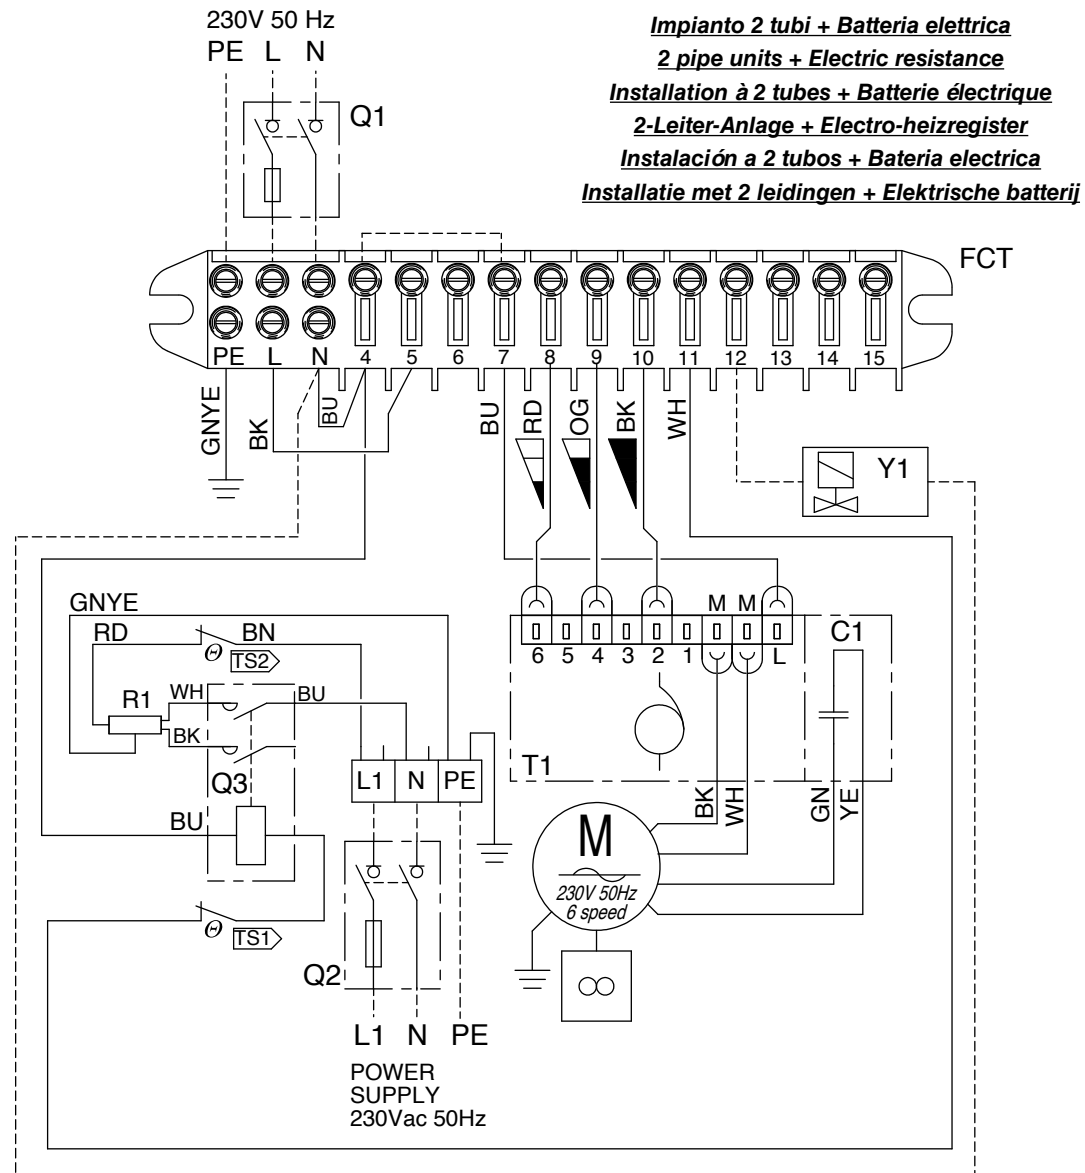 230V 50 Hz
PE L N
Q1
Impianto 2 tubi + Batteria elettrica
2 pipe units + Electric resistance
Installation à 2 tubes + Batterie électrique
2-Leiter-Anlage + Electro-heizregister
Instalación a 2 tubos + Bateria electrica
Installatie met 2 leidingen + Elektrische batterij
FCT
PE L N 4 5 6 7 8 9 10 11 12 13 14 15
GNYE BK BU BU RD OG BK WH
Y1
GNYE
RD BN
Θ TS2
R1 WH BU
BK
Q3
BU
Θ TS1
L1 N PE
Q2
L1 N PE
POWER
SUPPLY
230Vac 50Hz
M M
6 5 4 3 2 1 L
C1
T1
BK WH GN YE
M
230V 50Hz
6 speed